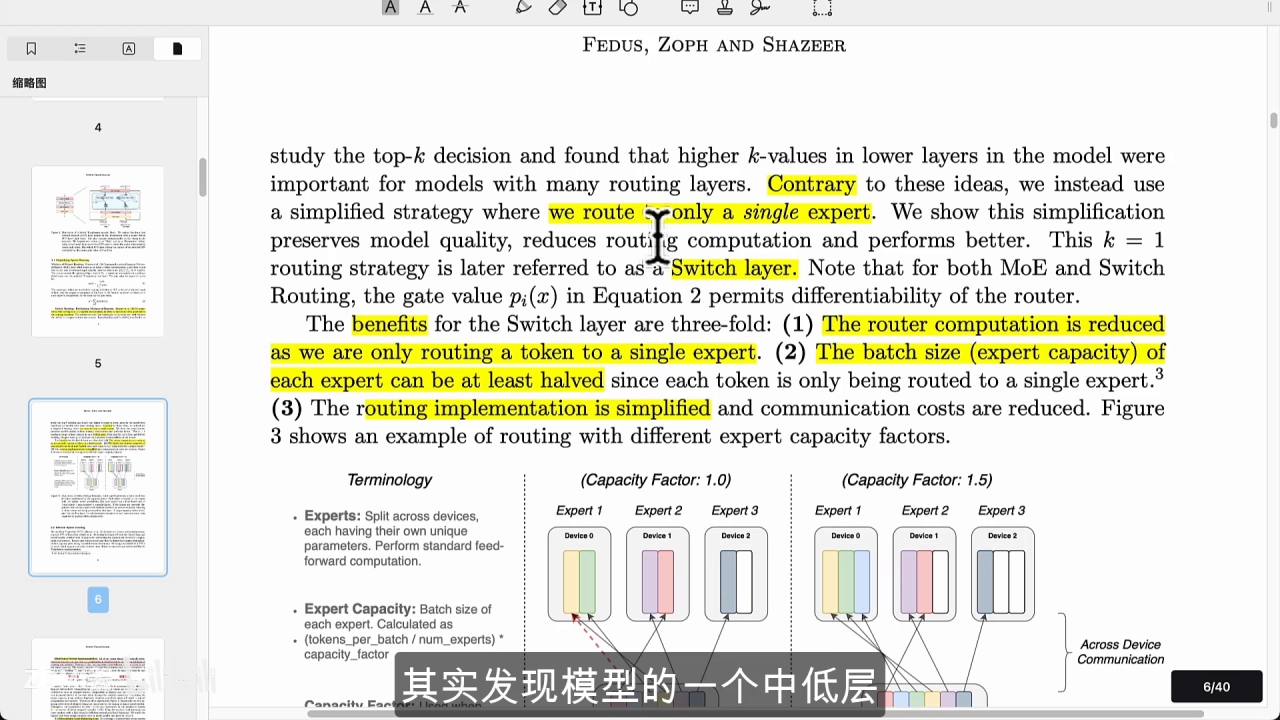 A A A T
A
缩略图
4
5
6
FEDUS, ZOPH AND SHAZEER
study the top-k decision and found that higher k-values in lower layers in the model were
important for models with many routing layers. Contrary to these ideas, we instead use
a simplified strategy where we route only a single expert. We show this simplification
preserves model quality, reduces routing computation and performs better. This k = 1
routing strategy is later referred to as a Switch layer. Note that for both MoE and Switch
Routing, the gate value pᵢ(x) in Equation 2 permits differentiability of the router.
The benefits for the Switch layer are three-fold: (1) The router computation is reduced
as we are only routing a token to a single expert. (2) The batch size (expert capacity) of
each expert can be at least halved since each token is only being routed to a single expert.³
(3) The routing implementation is simplified and communication costs are reduced. Figure
3 shows an example of routing with different expert capacity factors.
Terminology
• Experts: Split across devices,
each having their own unique
parameters. Perform standard feed-
forward computation.
• Expert Capacity: Batch size of
each expert. Calculated as
• (tokens_per_batch / num_experts) *
capacity_factor
(Capacity Factor: 1.0)
Expert 1 Expert 2 Expert 3
Device 0 Device 1 Device 2
(Capacity Factor: 1.5)
Expert 1 Expert 2 Expert 3
Device 0 Device 1 Device 2
Across Device
Communication
6/40